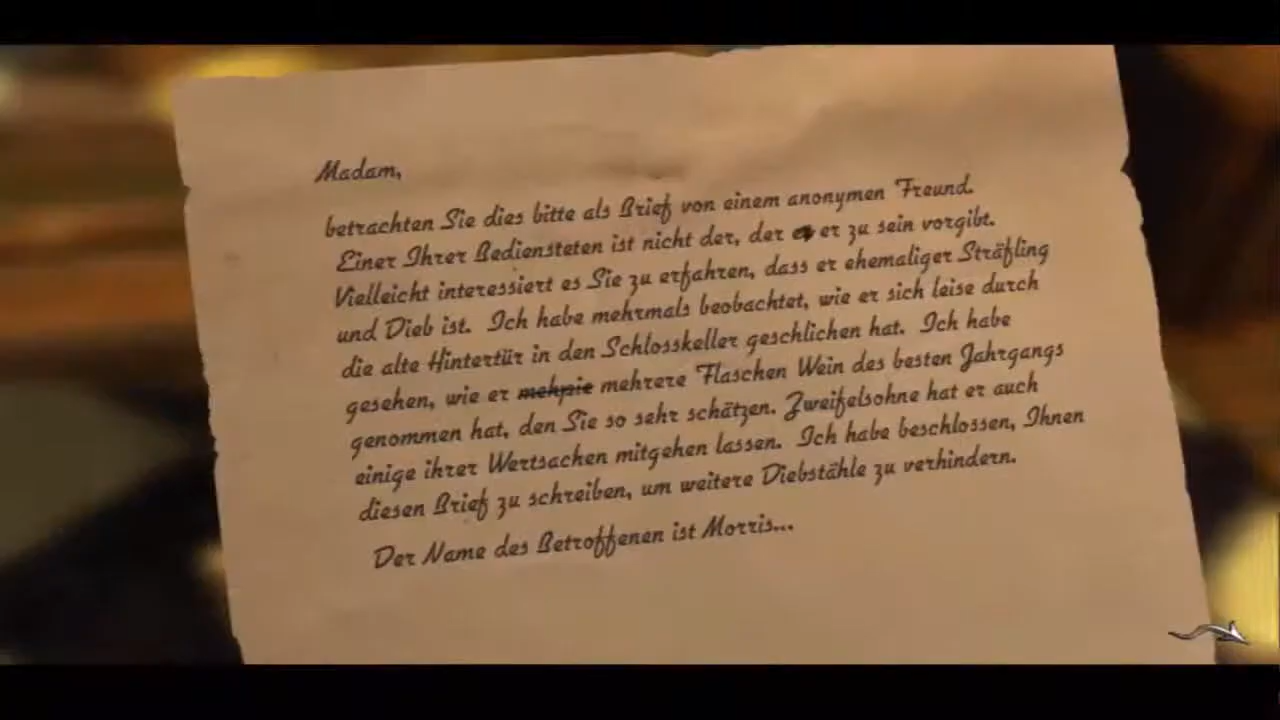 Madam,
betrachten Sie dies bitte als Brief von einem anonymen Freund.
Einer Ihrer Bediensteten ist nicht der, der er zu sein vorgibt.
Vielleicht interessiert es Sie zu erfahren, dass er ehemaliger Sträfling
und Dieb ist. Ich habe mehrmals beobachtet, wie er sich leise durch
die alte Hintertür in den Schlosskeller geschlichen hat. Ich habe
gesehen, wie er mehrere Flaschen Wein des besten Jahrgangs
genommen hat, den Sie so sehr schätzen. Zweifelsohne hat er auch
einige ihrer Wertsachen mitgehen lassen. Ich habe beschlossen, Ihnen
diesen Brief zu schreiben, um weitere Diebstähle zu verhindern.
Der Name des Betroffenen ist Morris...